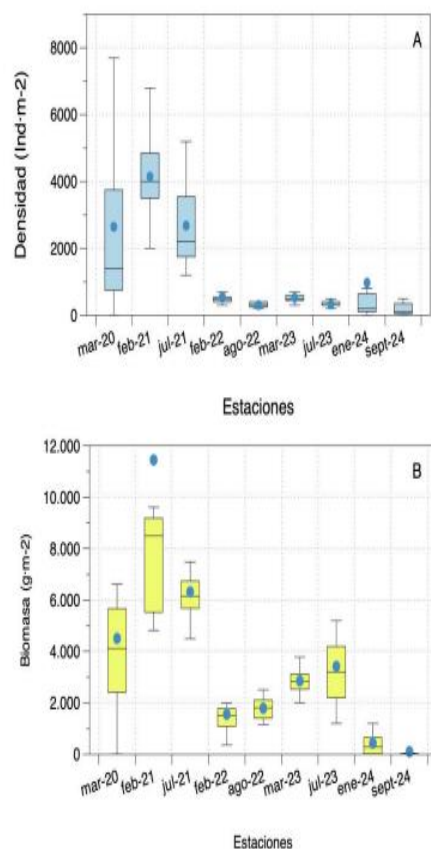 A
Densidad (Ind·m-2)
8000
6000
4000
2000
0
mar-20 feb-21 jul-21 feb-22 ago-22 mar-23 jul-23 ene-24 sept-24
Estaciones
B
Biomasa (g·m-2)
12.000
10.000
8.000
6.000
4.000
2.000
0
mar-20 feb-21 jul-21 feb-22 ago-22 mar-23 jul-23 ene-24 sept-24
Estaciones